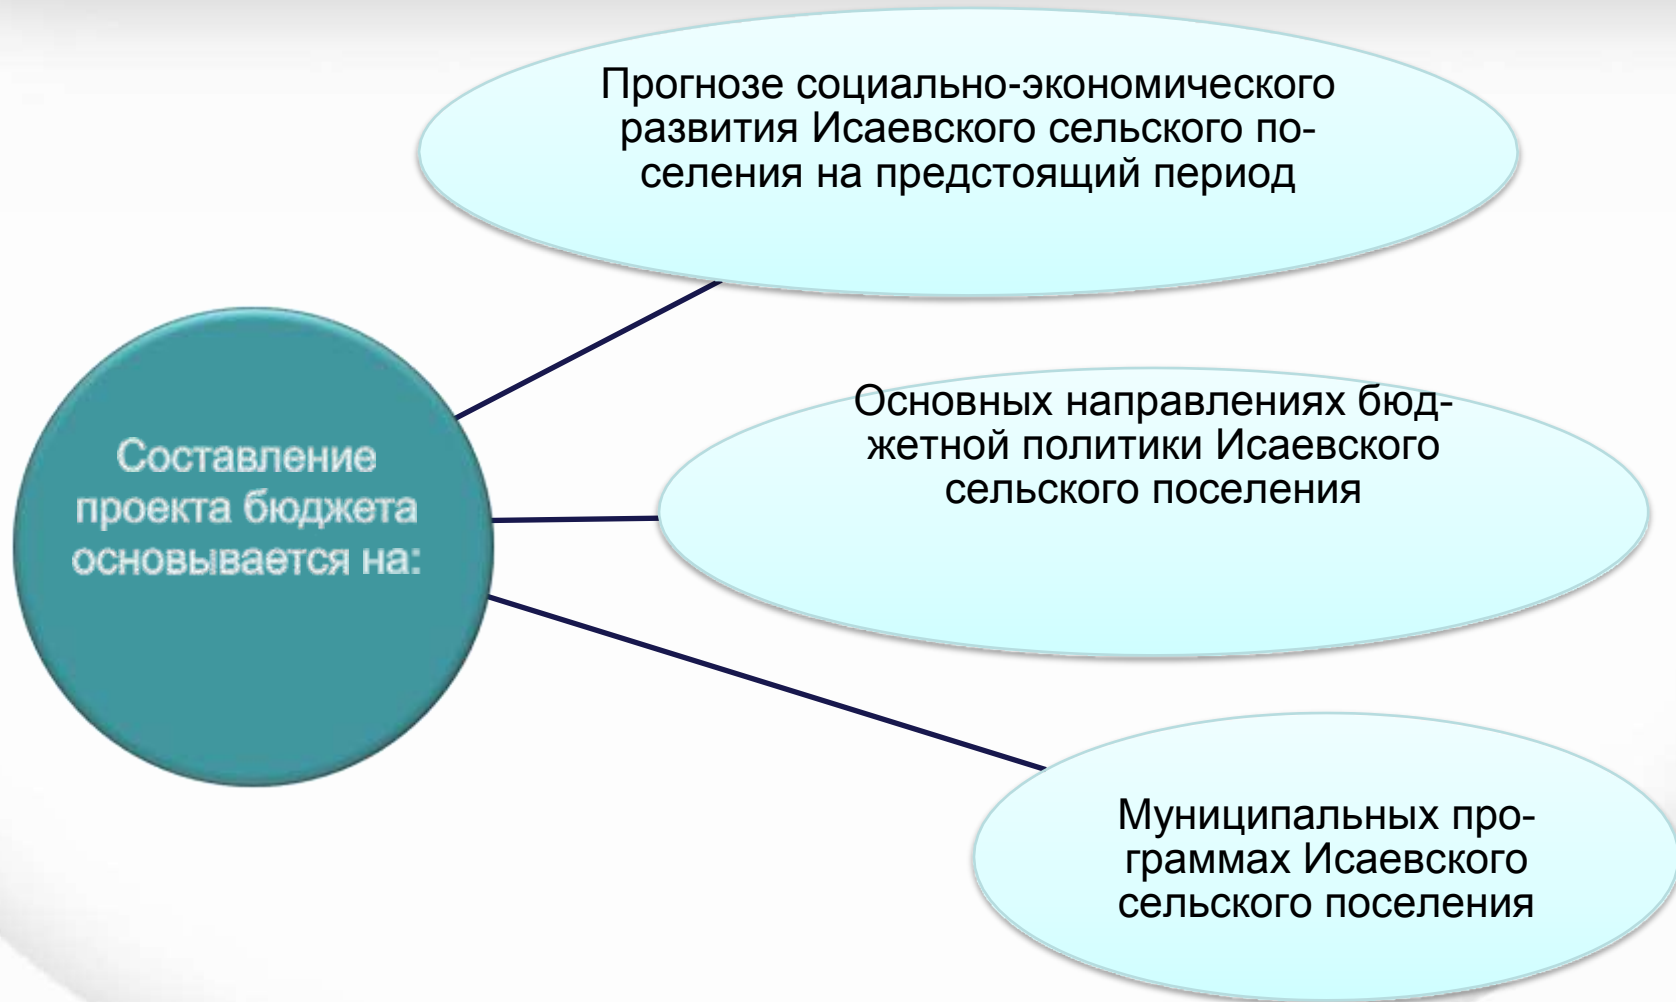 Прогнозе социально-экономического
развития Исаевского сельского по-
селения на предстоящий период
Составление
проекта бюджета
основывается на:
Основных направлениях бюд-
жетной политики Исаевского
сельского поселения
Муниципальных про-
граммах Исаевского
сельского поселения